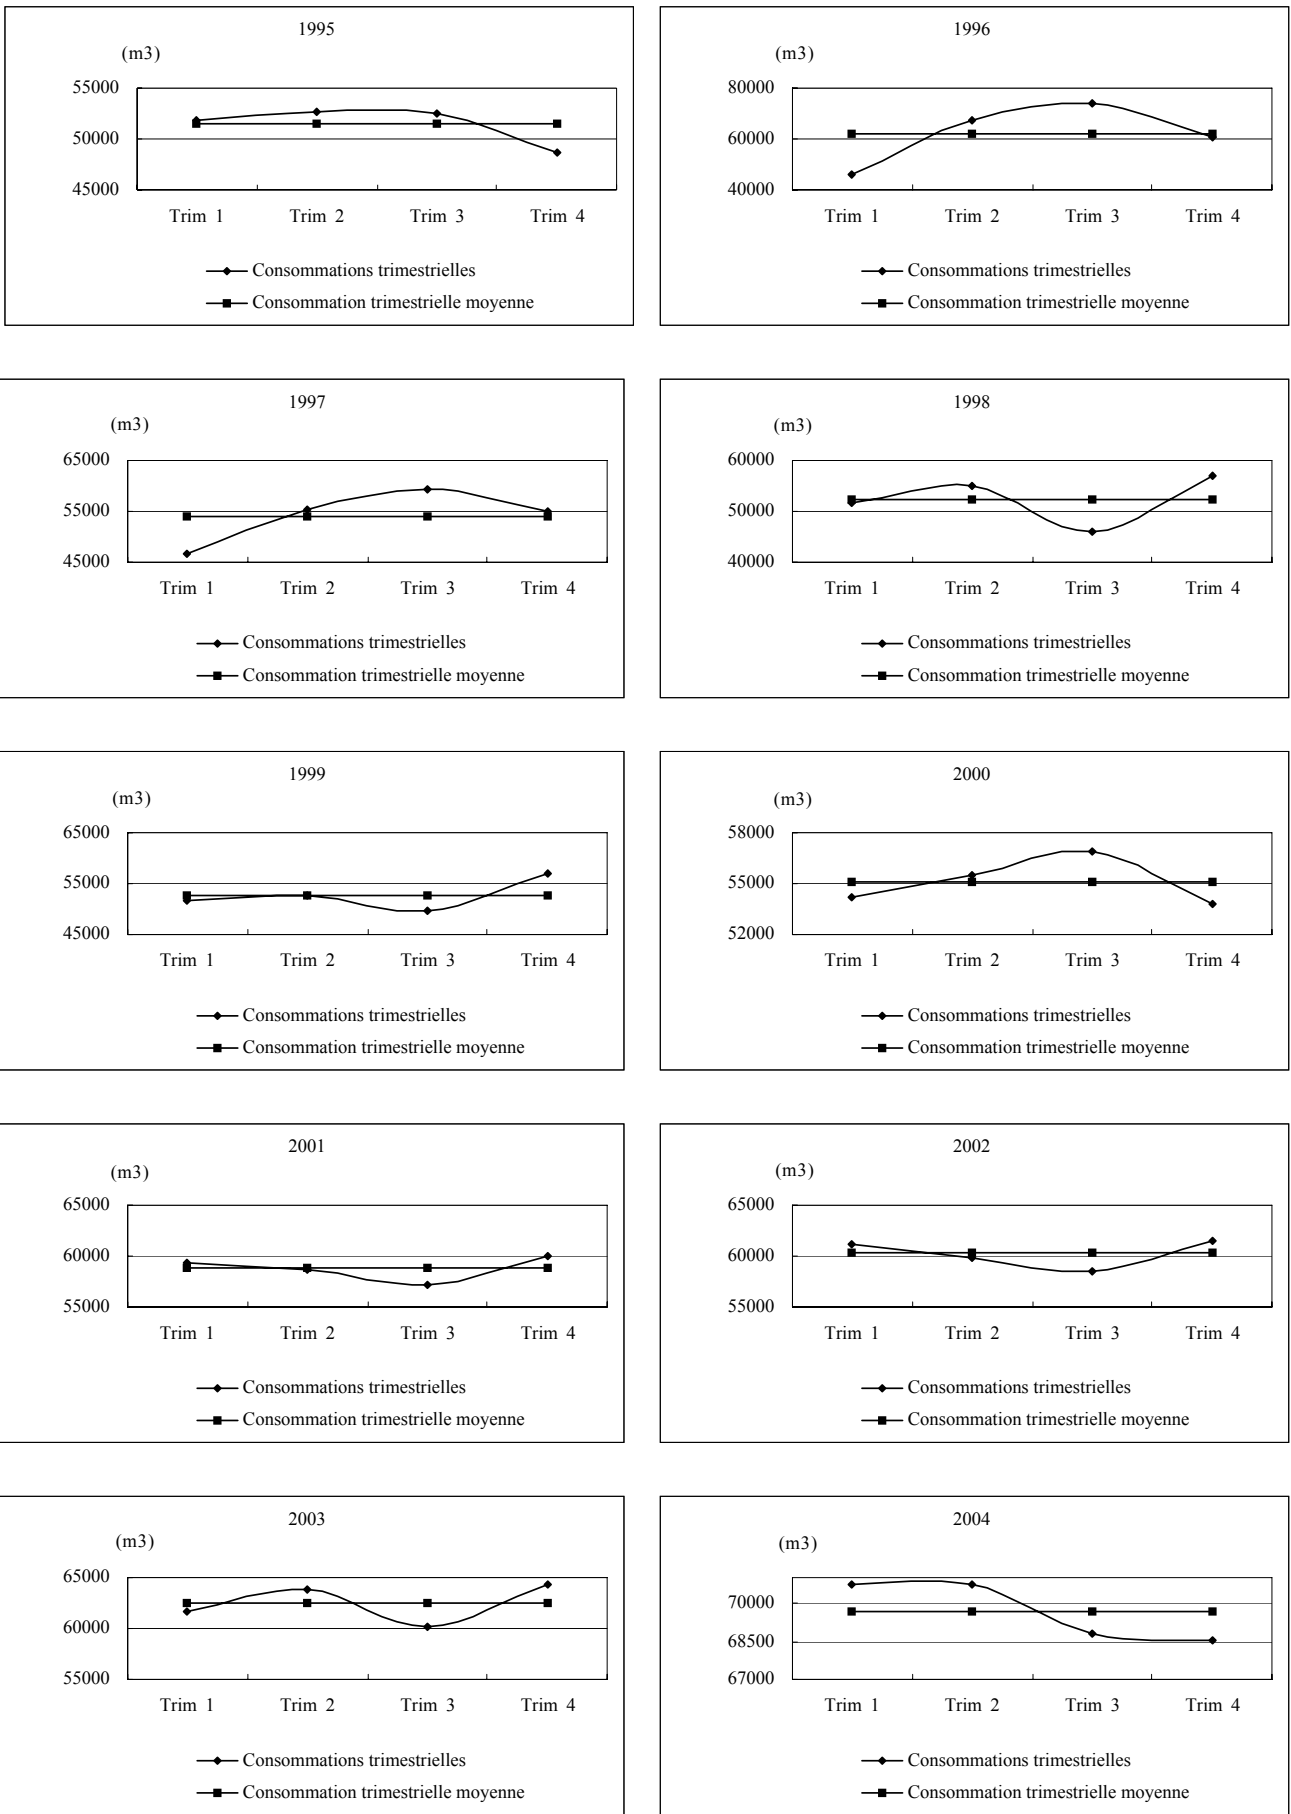 1995
(m3)
55000
50000
45000
Trim 1 Trim 2 Trim 3 Trim 4
Consommations trimestrielles
Consommation trimestrielle moyenne
1996
(m3)
80000
60000
40000
Trim 1 Trim 2 Trim 3 Trim 4
Consommations trimestrielles
Consommation trimestrielle moyenne
1997
(m3)
65000
55000
45000
Trim 1 Trim 2 Trim 3 Trim 4
Consommations trimestrielles
Consommation trimestrielle moyenne
1998
(m3)
60000
50000
40000
Trim 1 Trim 2 Trim 3 Trim 4
Consommations trimestrielles
Consommation trimestrielle moyenne
1999
(m3)
65000
55000
45000
Trim 1 Trim 2 Trim 3 Trim 4
Consommations trimestrielles
Consommation trimestrielle moyenne
2000
(m3)
58000
55000
52000
Trim 1 Trim 2 Trim 3 Trim 4
Consommations trimestrielles
Consommation trimestrielle moyenne
2001
(m3)
65000
60000
55000
Trim 1 Trim 2 Trim 3 Trim 4
Consommations trimestrielles
Consommation trimestrielle moyenne
2002
(m3)
65000
60000
55000
Trim 1 Trim 2 Trim 3 Trim 4
Consommations trimestrielles
Consommation trimestrielle moyenne
2003
(m3)
65000
60000
55000
Trim 1 Trim 2 Trim 3 Trim 4
Consommations trimestrielles
Consommation trimestrielle moyenne
2004
(m3)
70000
68500
67000
Trim 1 Trim 2 Trim 3 Trim 4
Consommations trimestrielles
Consommation trimestrielle moyenne